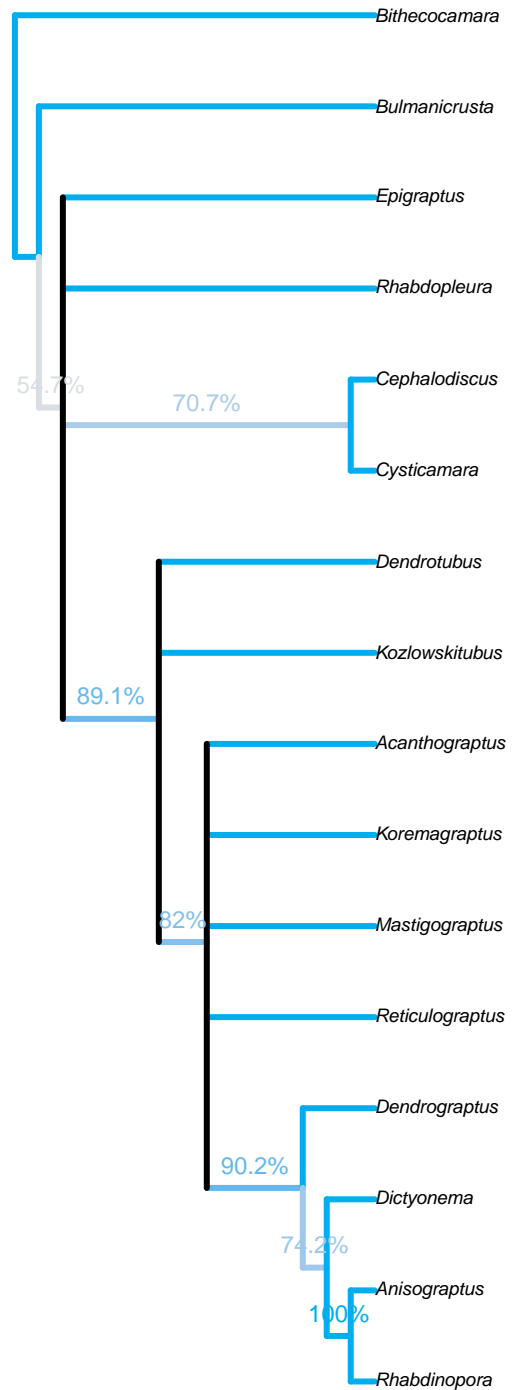 Bithecocamara
Bulmanicrusta
Epigraptus
Rhabdopleura
Cephalodiscus
54.7%
70.7%
Cysticamara
Dendrotubus
Kozlowskitubus
89.1%
Acanthograptus
Koremagraptus
82%
Mastigograptus
Reticulograptus
Dendrograptus
90.2%
Dictyonema
74.2%
Anisograptus
100%
Rhabdinopora